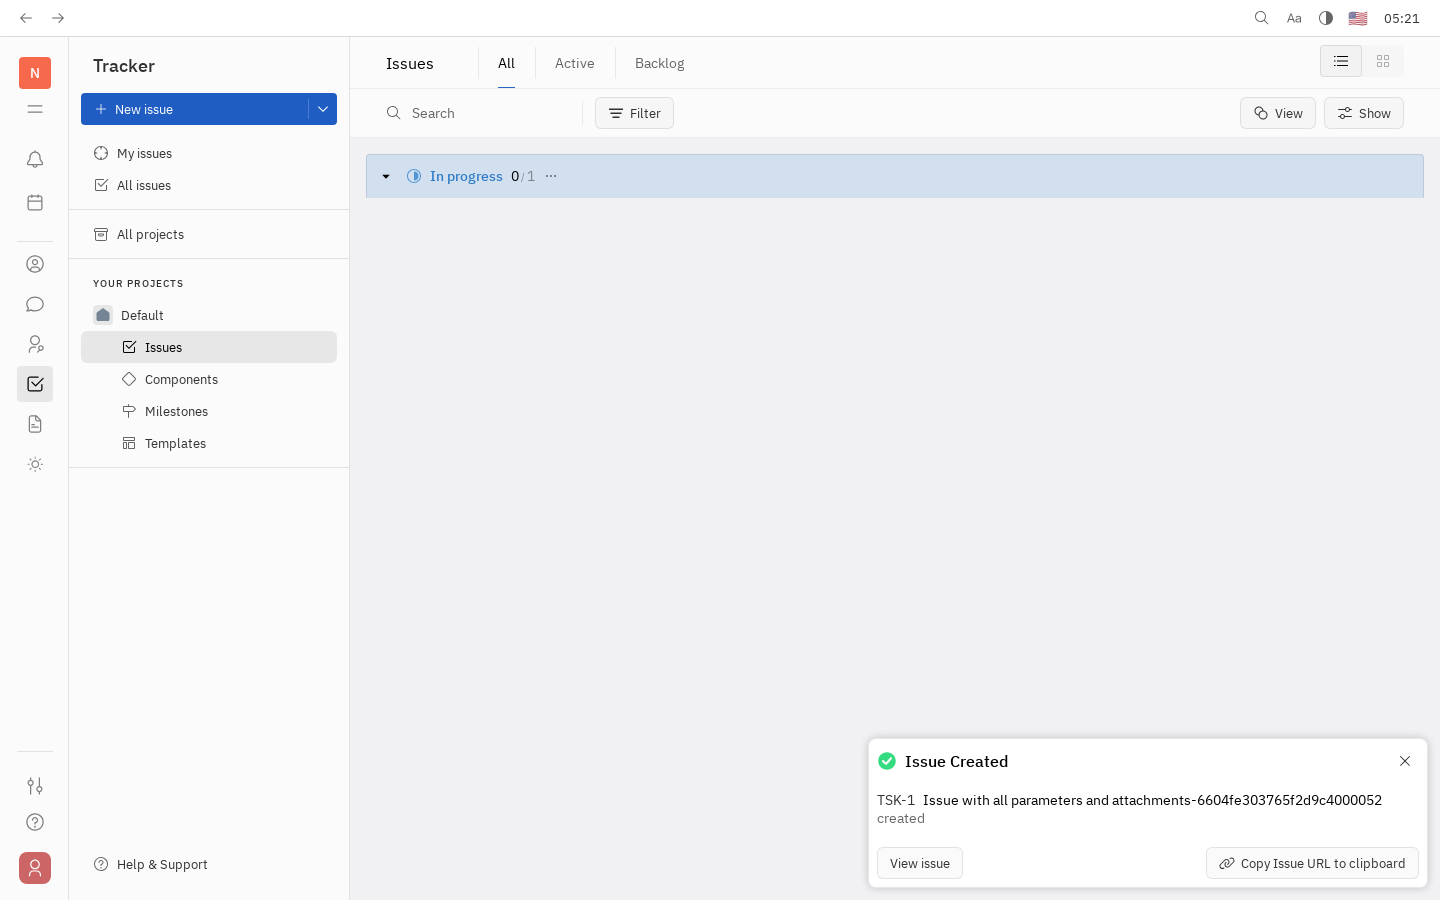 Aa
05:21
N
Tracker
New issue
My issues
All issues
All projects
YOUR PROJECTS
Default
Issues
Components
Milestones
Templates
Help & Support
Issues
All
Active
Backlog
Search
Filter
View
Show
In progress 0/1
Issue Created
TSK-1 Issue with all parameters and attachments-6604fe303765f2d9c4000052
created
View issue
Copy Issue URL to clipboard